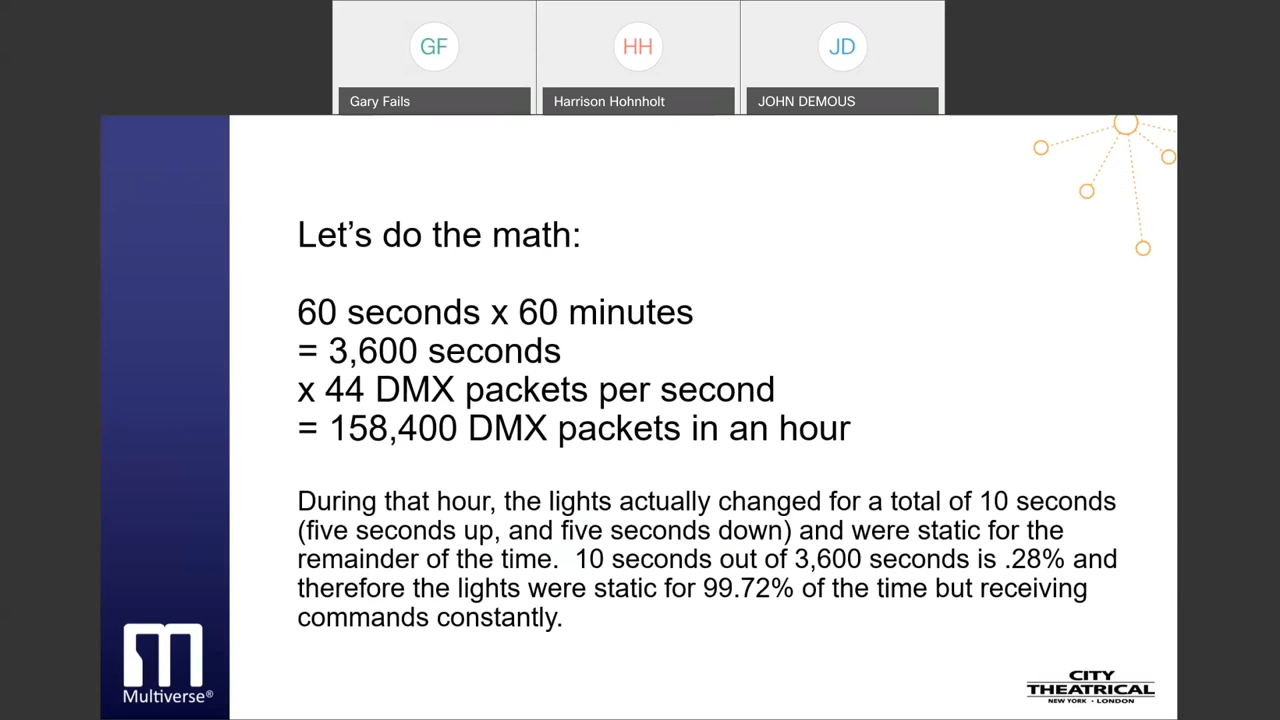 GF
HH
JD
Gary Fails
Harrison Hohnholt
JOHN DEMOUS
Let’s do the math:
60 seconds x 60 minutes
= 3,600 seconds
x 44 DMX packets per second
= 158,400 DMX packets in an hour
During that hour, the lights actually changed for a total of 10 seconds
(five seconds up, and five seconds down) and were static for the
remainder of the time.  10 seconds out of 3,600 seconds is .28% and
therefore the lights were static for 99.72% of the time but receiving
commands constantly.
Multiverse®
CITY
THEATRICAL
NEW YORK • LONDON